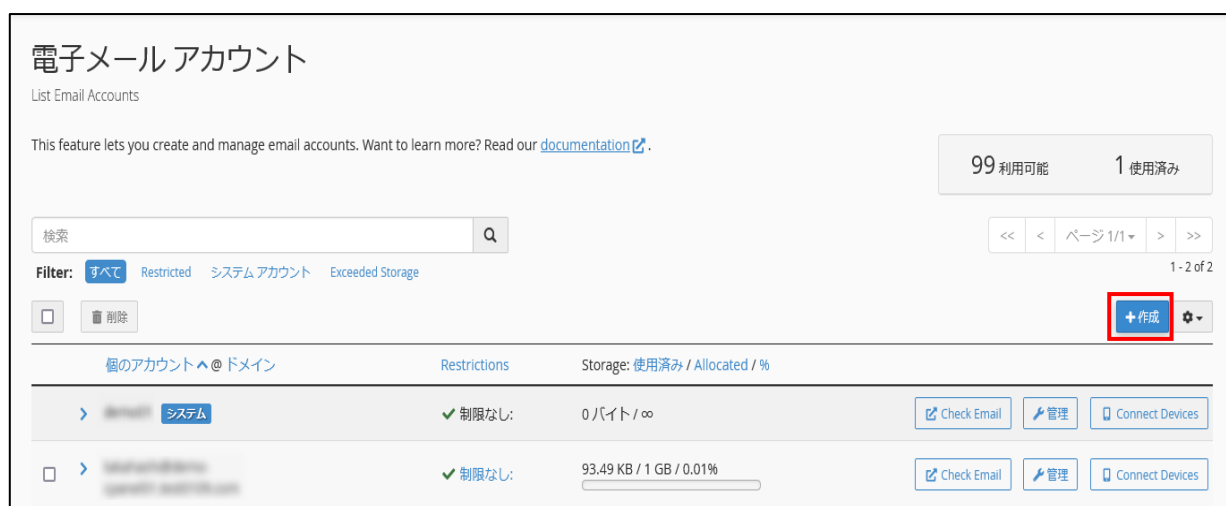 電子メール アカウント
List Email Accounts
This feature lets you create and manage email accounts. Want to learn more? Read our documentation .
99 利用可能 1 使用済み
検索
<< < ページ 1/1 > >>
Filter: すべて Restricted システム アカウント Exceeded Storage
1 - 2 of 2
削除
+作成
個のアカウント @ ドメイン Restrictions Storage: 使用済み / Allocated / %
システム 制限なし: 0 バイト / ∞ Check Email 管理 Connect Devices
制限なし: 93.49 KB / 1 GB / 0.01% Check Email 管理 Connect Devices